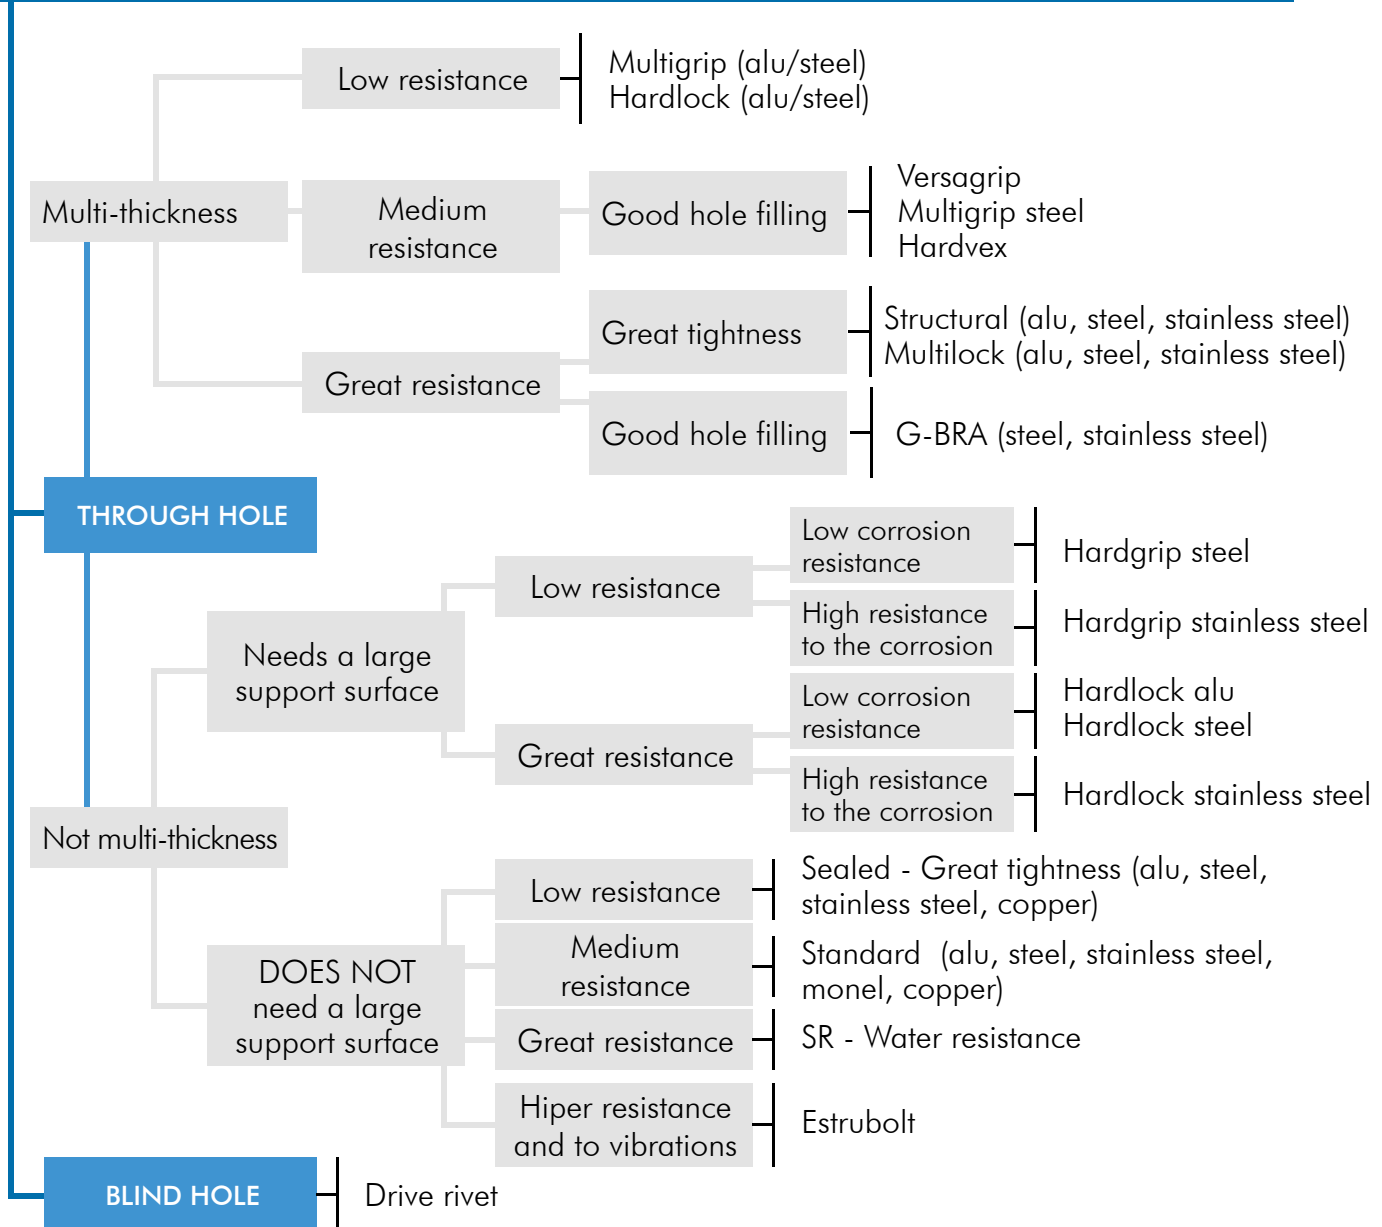 Low resistance
Multigrip (alu/steel)
Hardlock (alu/steel)
Multi-thickness
Medium
resistance
Good hole filling
Versagrip
Multigrip steel
Hardvex
Great resistance
Great tightness
Structural (alu, steel, stainless steel)
Multilock (alu, steel, stainless steel)
Good hole filling
G-BRA (steel, stainless steel)
THROUGH HOLE
Not multi-thickness
Needs a large
support surface
Low resistance
Low corrosion
resistance
Hardgrip steel
High resistance
to the corrosion
Hardgrip stainless steel
Great resistance
Low corrosion
resistance
Hardlock alu
Hardlock steel
High resistance
to the corrosion
Hardlock stainless steel
DOES NOT
need a large
support surface
Low resistance
Sealed - Great tightness (alu, steel,
stainless steel, copper)
Medium
resistance
Standard  (alu, steel, stainless steel,
monel, copper)
Great resistance
SR - Water resistance
Hiper resistance
and to vibrations
Estrubolt
BLIND HOLE
Drive rivet